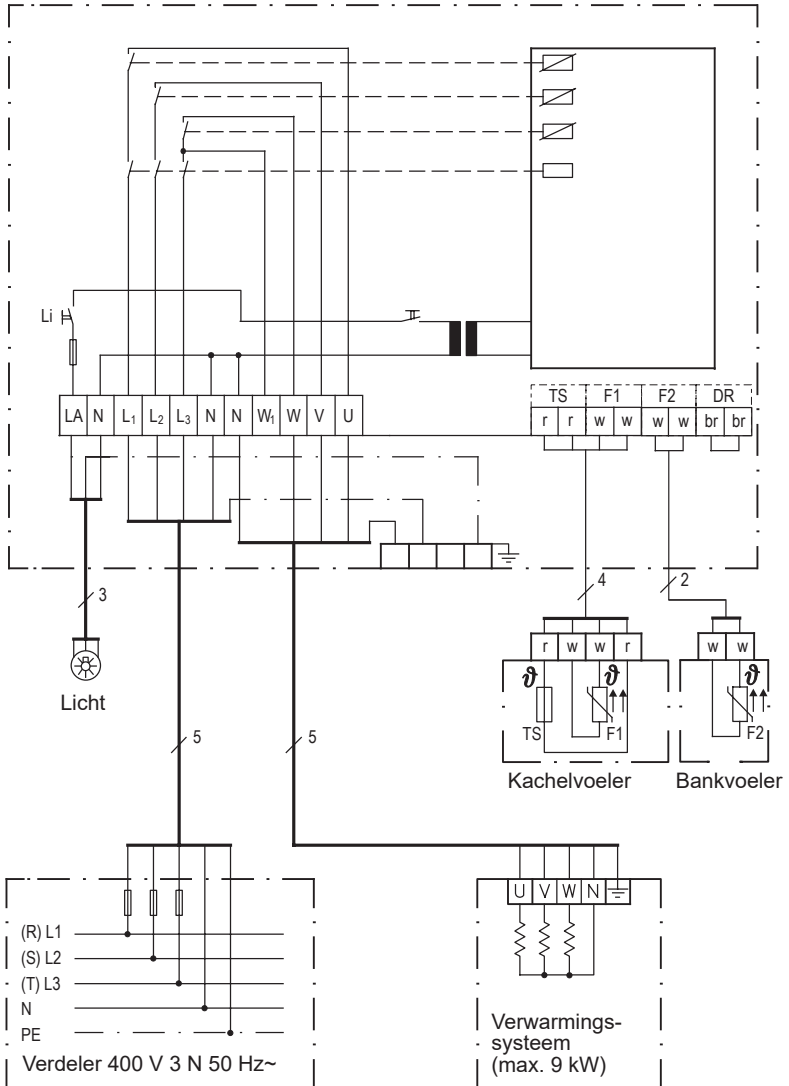 Li
LA N L1 L2 L3 N N W1 W V U
TS F1 F2 DR
r r w w w w br br
3
4
2
Licht
r w w r
w w
ϑ ϑ ϑ
TS F1 F2
Kachelvoeler Bankvoeler
5 5
U V W N
(R) L1
(S) L2
(T) L3
N
PE
Verdeler 400 V 3 N 50 Hz~
Verwarmings-
systeem
(max. 9 kW)